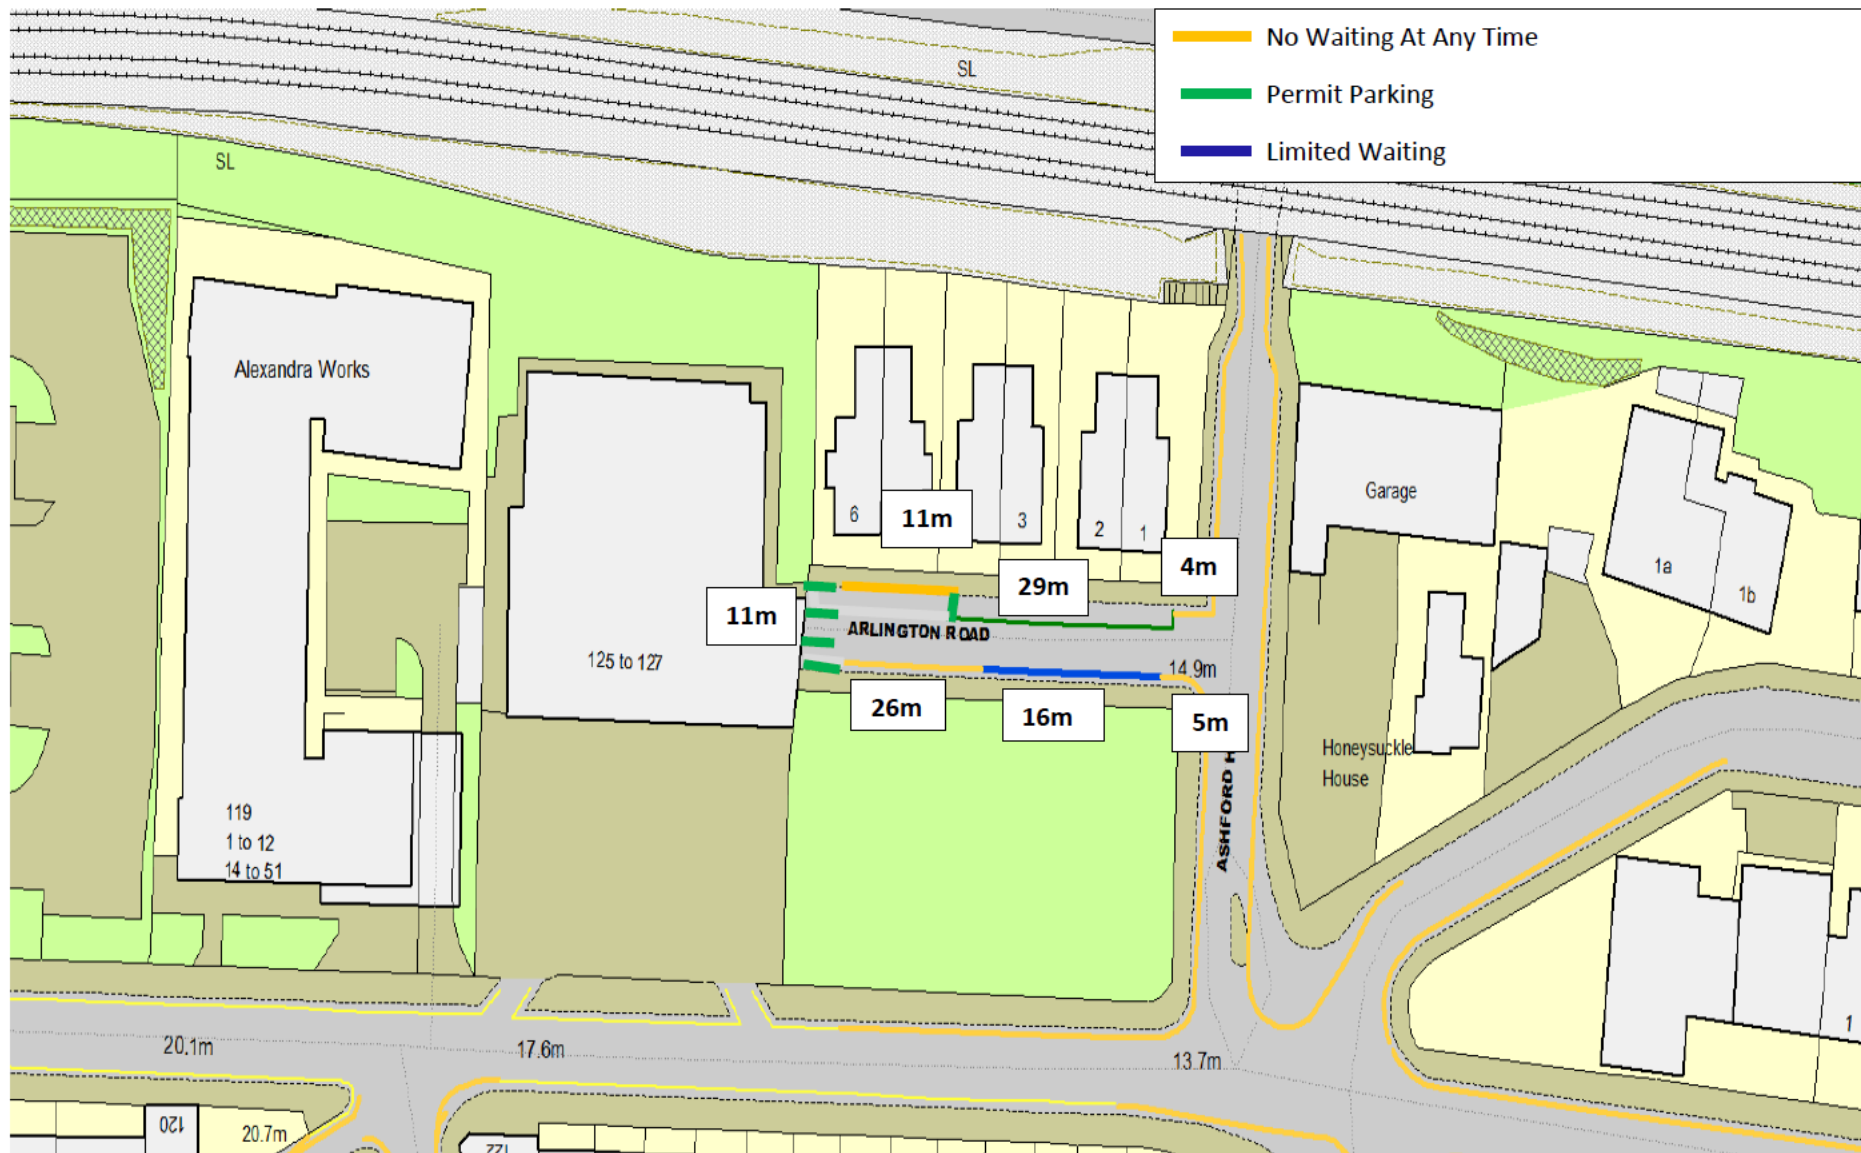 No Waiting At Any Time
SL
Permit Parking
Limited Waiting
SL
Alexandra Works
Garage
11m
6
3
2
1
4m
1a
29m
1b
11m
ARLINGTON ROAD
125 to 127
14.9m
26m
16m
5m
Honeysuckle
House
119
1 to 12
14 to 51
ASHFORD
1
20.1m
17.6m
13.7m
120
20.7m
122